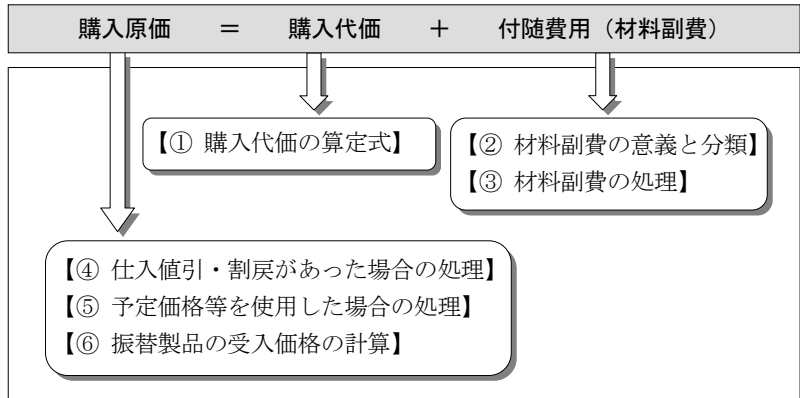 購入原価 ＝ 購入代価 ＋ 付随費用（材料副費）
【① 購入代価の算定式】
【② 材料副費の意義と分類】
【③ 材料副費の処理】
【④ 仕入値引・割戻があった場合の処理】
【⑤ 予定価格等を使用した場合の処理】
【⑥ 振替製品の受入価格の計算】